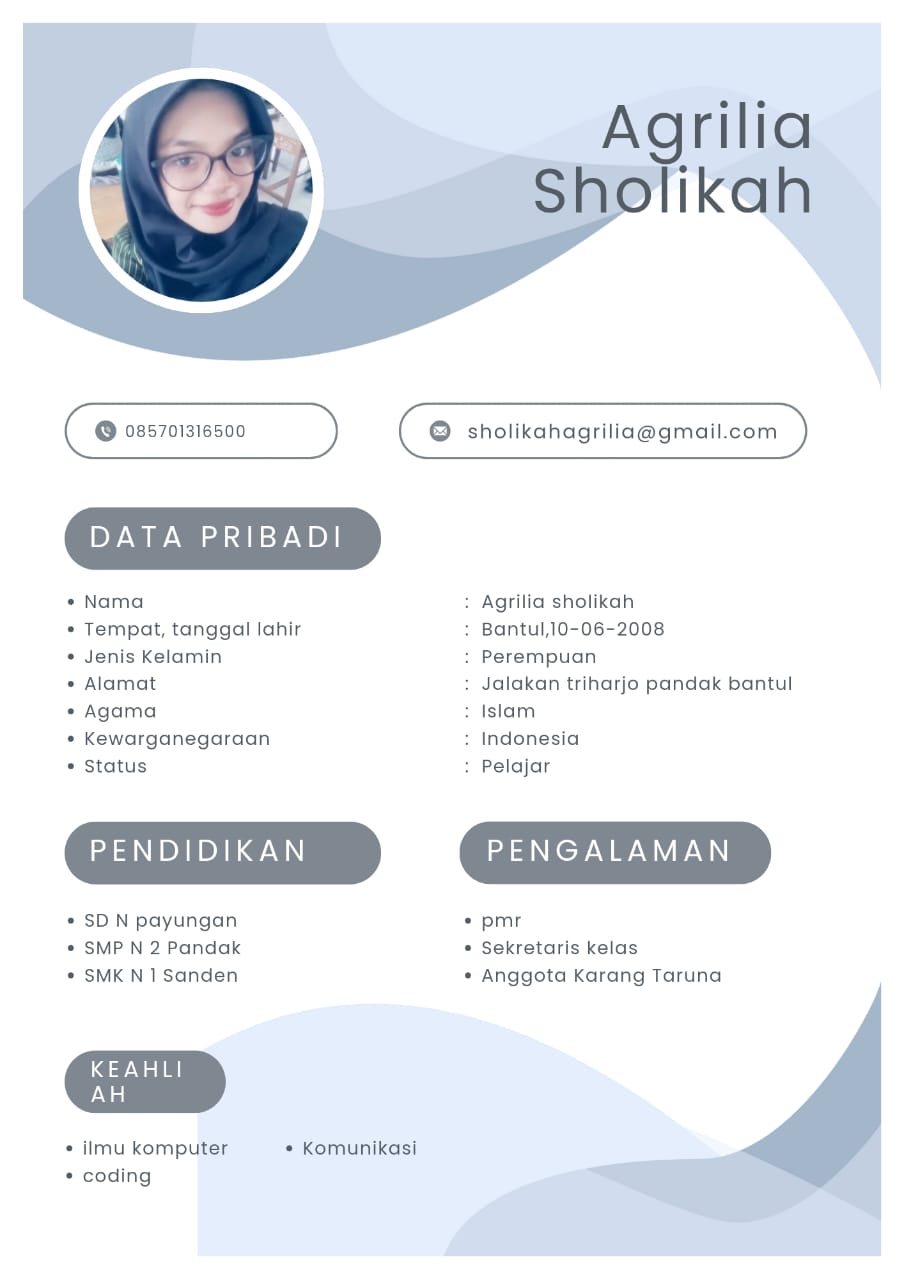 Agrilia
Sholikah
085701316500
sholikahagrilia@gmail.com
DATA PRIBADI
• Nama : Agrilia sholikah
• Tempat, tanggal lahir : Bantul,10-06-2008
• Jenis Kelamin : Perempuan
• Alamat : Jalakan triharjo pandak bantul
• Agama : Islam
• Kewarganegaraan : Indonesia
• Status : Pelajar
PENDIDIKAN
• SD N payungan
• SMP N 2 Pandak
• SMK N 1 Sanden
PENGALAMAN
• pmr
• Sekretaris kelas
• Anggota Karang Taruna
KEAHLI
AH
• ilmu komputer
• coding
• Komunikasi